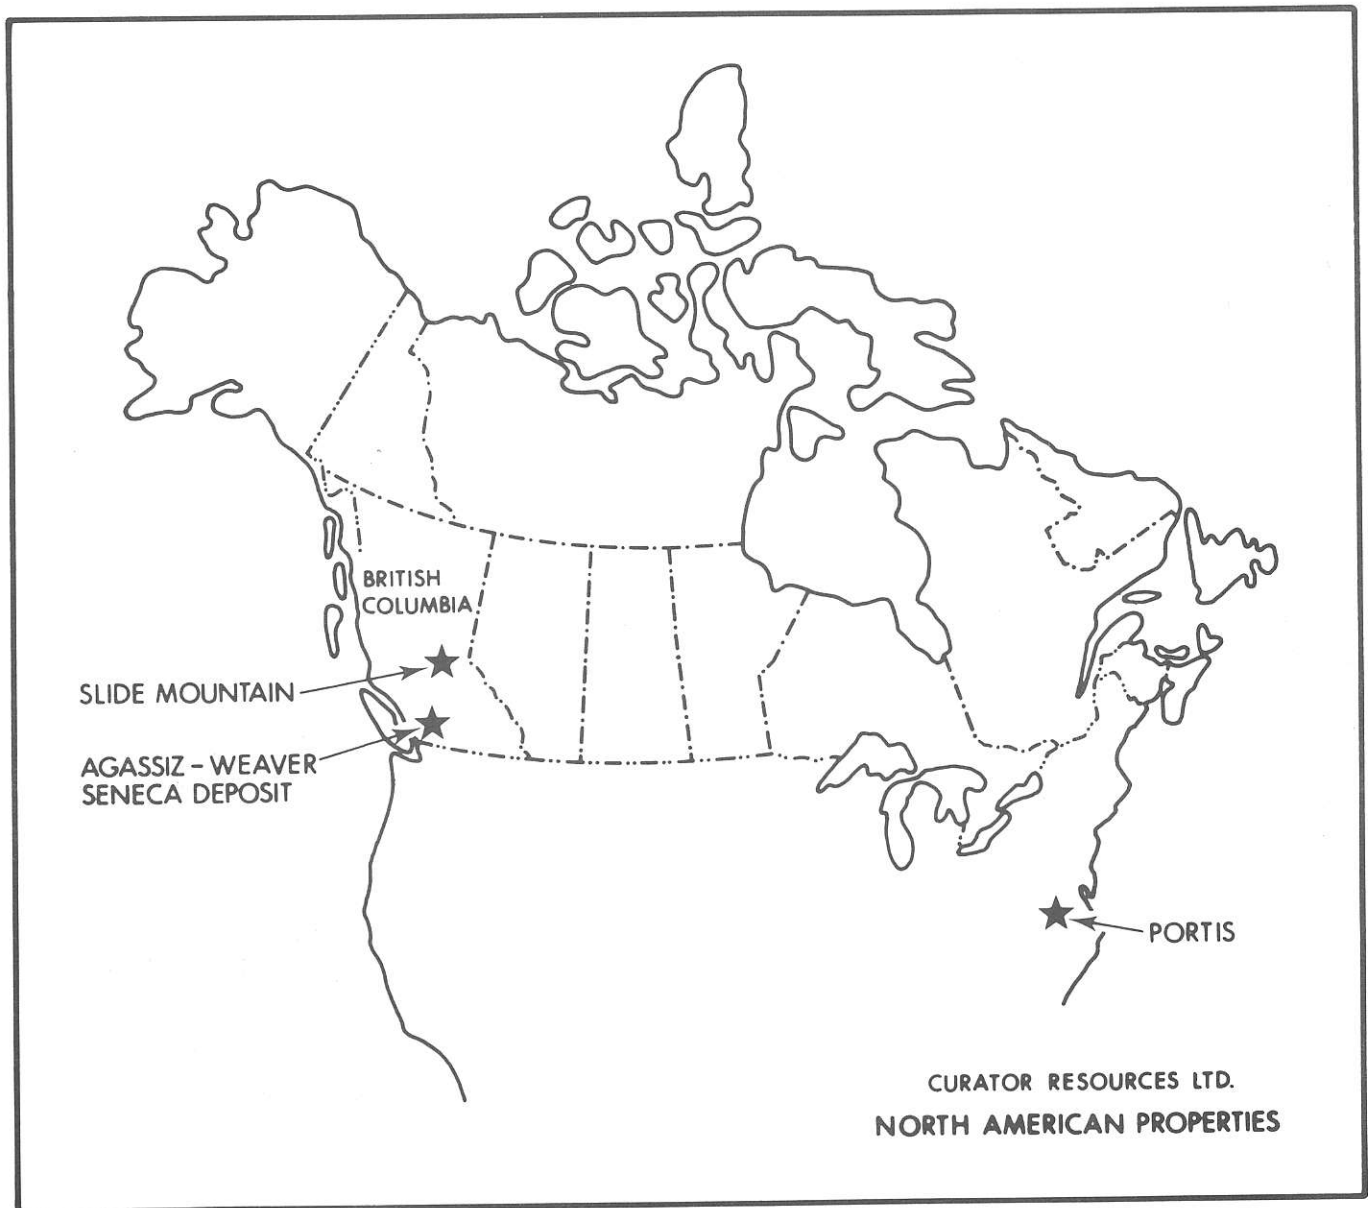 BRITISH
COLUMBIA
SLIDE MOUNTAIN
AGASSIZ – WEAVER
SENECA DEPOSIT
PORTIS
CURATOR RESOURCES LTD.
NORTH AMERICAN PROPERTIES